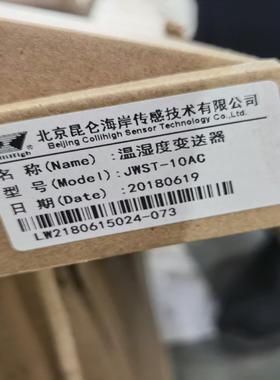 北京昆仑海岸传感技术有限公司
Beijing Collihigh Sensor Technology Co.,Ltd.
名 称(Name): 温湿度变送器
型 号(Model): JWST-10AC
日 期(Date): 20180619
LW2180615024-073